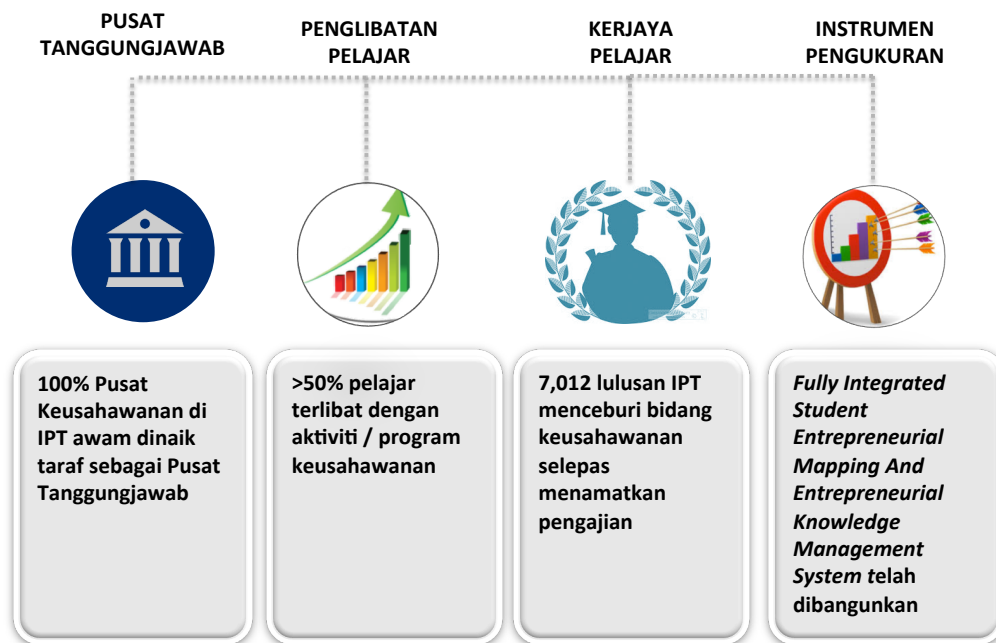 PUSAT
TANGGUNGJAWAB
PENGLIBATAN
PELAJAR
KERJAYA
PELAJAR
INSTRUMEN
PENGUKURAN
100% Pusat
Keusahawanan di
IPT awam dinaik
taraf sebagai Pusat
Tanggungjawab
>50% pelajar
terlibat dengan
aktiviti / program
keusahawanan
7,012 lulusan IPT
menceburi bidang
keusahawanan
selepas
menamatkan
pengajian
Fully Integrated
Student
Entrepreneurial
Mapping And
Entrepreneurial
Knowledge
Management
System telah
dibangunkan